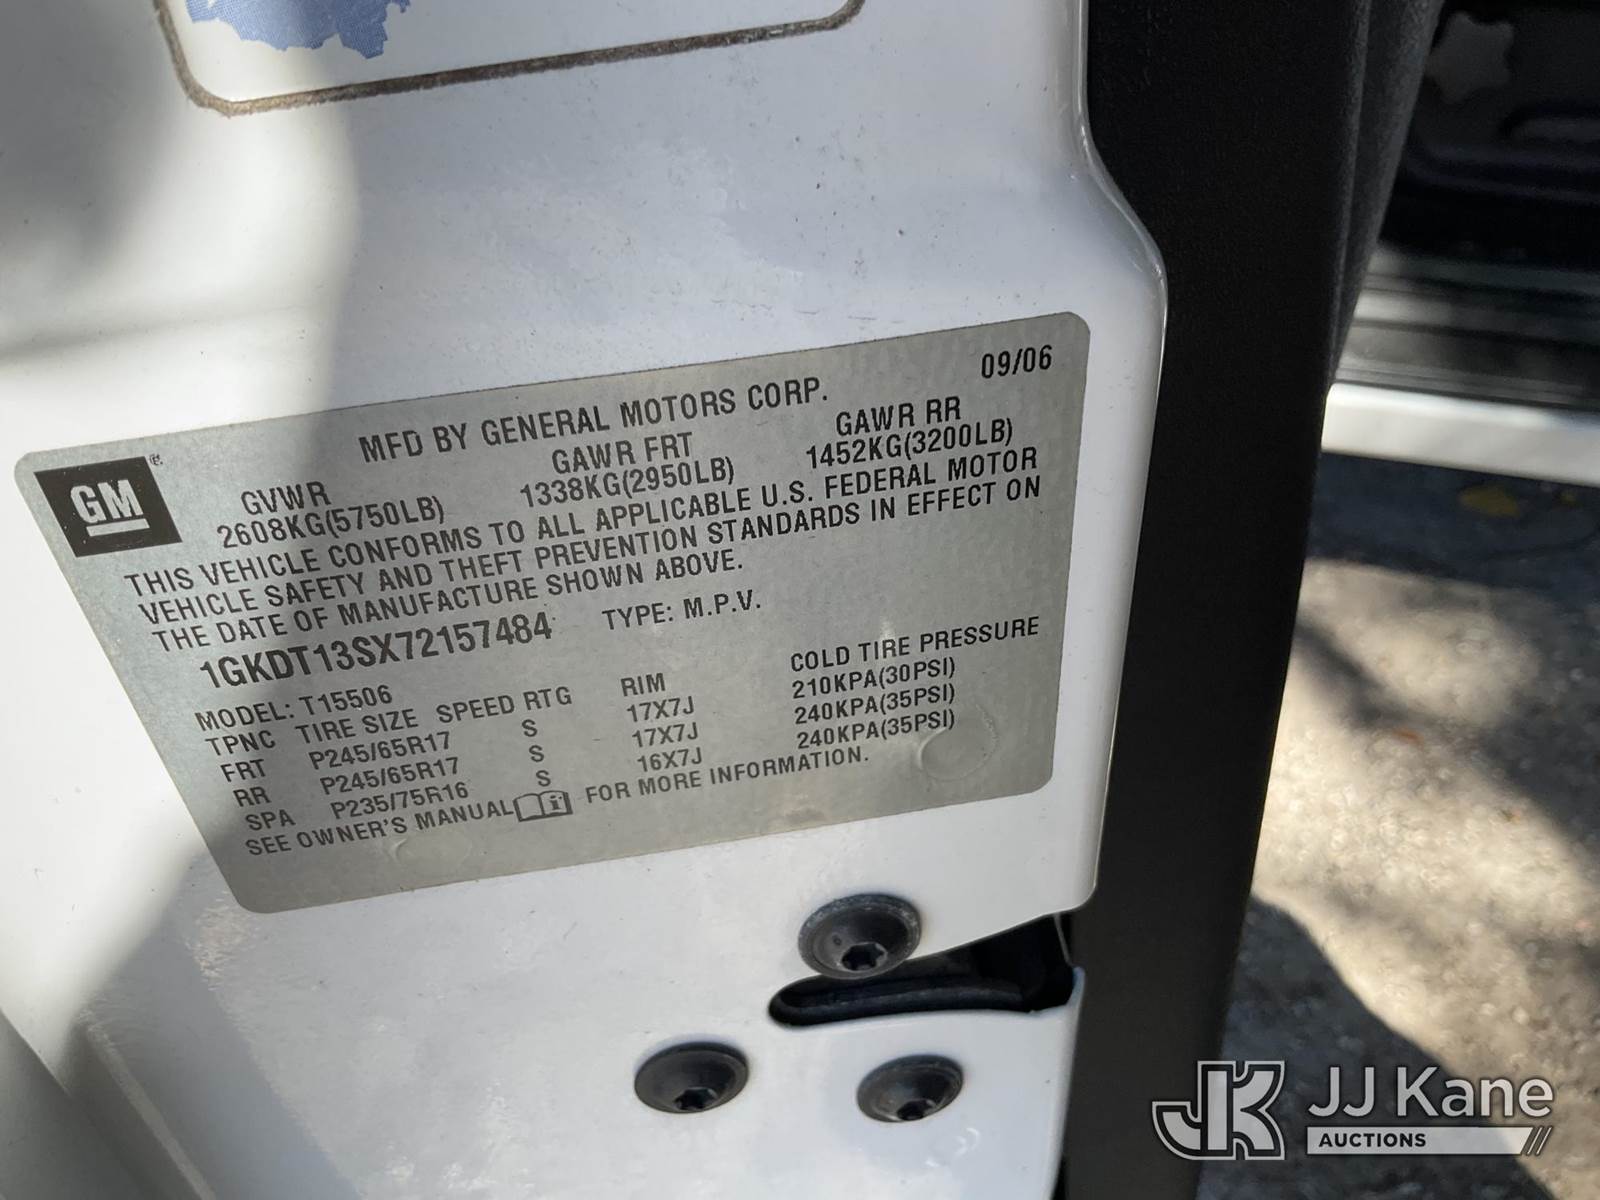 09/06
MFD BY GENERAL MOTORS CORP.
GM
GVWR GAWR FRT GAWR RR
2608KG(5750LB) 1338KG(2950LB) 1452KG(3200LB)
THIS VEHICLE CONFORMS TO ALL APPLICABLE U.S. FEDERAL MOTOR
VEHICLE SAFETY AND THEFT PREVENTION STANDARDS IN EFFECT ON
THE DATE OF MANUFACTURE SHOWN ABOVE.
1GKDT13SX72157484 TYPE: M.P.V.
MODEL: T15506
TPNC TIRE SIZE SPEED RTG RIM COLD TIRE PRESSURE
FRT P245/65R17 S 17X7J 210KPA(30PSI)
RR P245/65R17 S 17X7J 240KPA(35PSI)
SPA P235/75R16 S 16X7J 240KPA(35PSI)
SEE OWNER'S MANUAL FOR MORE INFORMATION.
JK JJ Kane
AUCTIONS